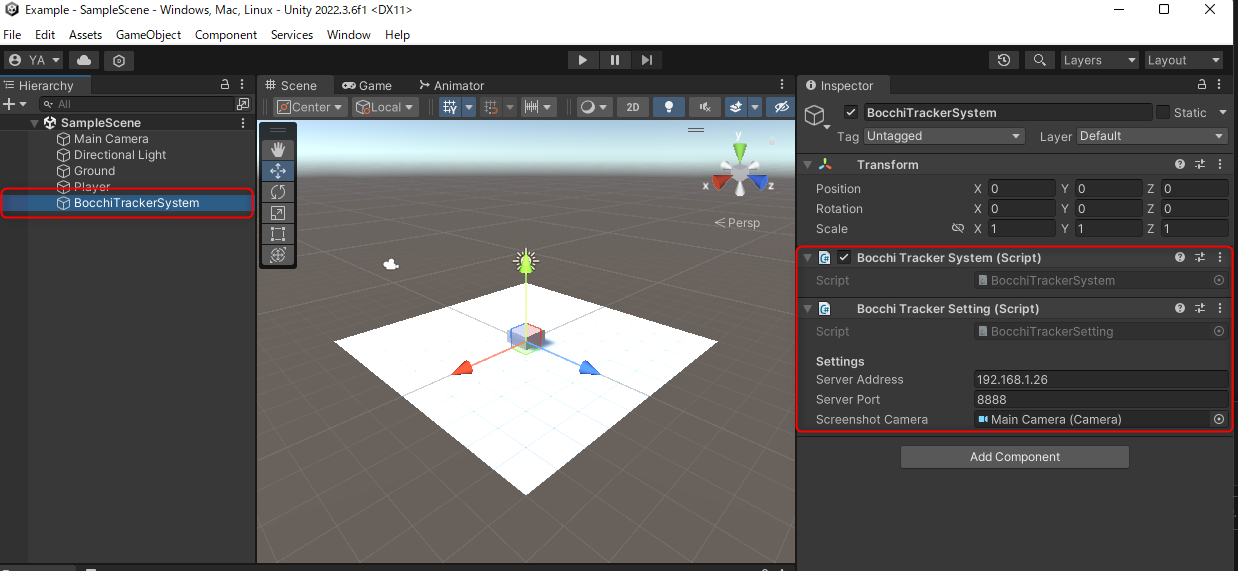 Example - SampleScene - Windows, Mac, Linux - Unity 2022.3.6f1 <DX11>
File Edit Assets GameObject Component Services Window Help
YA Layers Layout
Hierarchy
All
SampleScene
Main Camera
Directional Light
Ground
Player
BocchiTrackerSystem
Scene Game Animator
Center Local 2D
y
x z
Persp
Inspector
BocchiTrackerSystem Static
Tag Untagged Layer Default
Transform
Position X 0 Y 0 Z 0
Rotation X 0 Y 0 Z 0
Scale X 1 Y 1 Z 1
Bocchi Tracker System (Script)
Script BocchiTrackerSystem
Bocchi Tracker Setting (Script)
Script BocchiTrackerSetting
Settings
Server Address 192.168.1.26
Server Port 8888
Screenshot Camera Main Camera (Camera)
Add Component